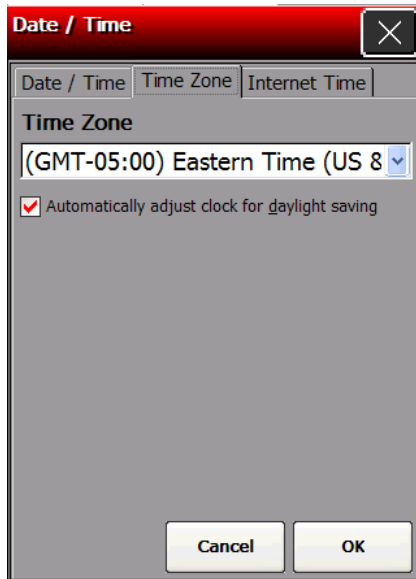 Date / Time
Date / Time Time Zone Internet Time
Time Zone
(GMT-05:00) Eastern Time (US &
Automatically adjust clock for daylight saving
Cancel OK